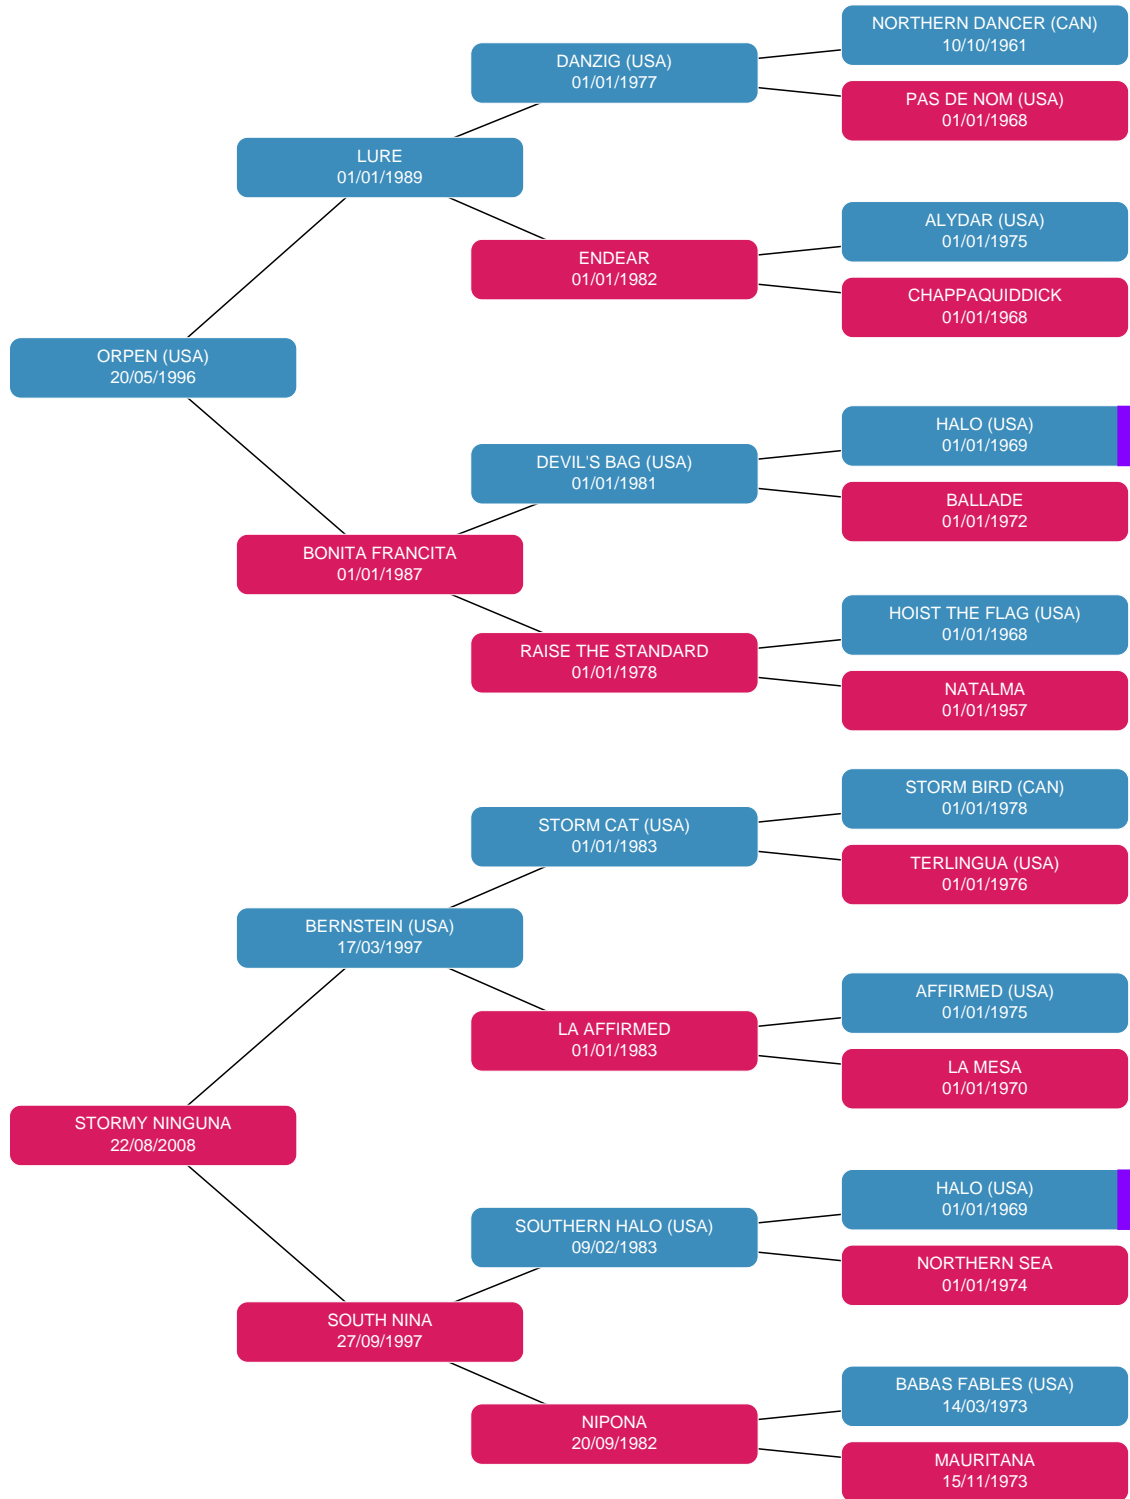 NORTHERN DANCER (CAN)
10/10/1961
DANZIG (USA)
01/01/1977
PAS DE NOM (USA)
01/01/1968
LURE
01/01/1989
ALYDAR (USA)
01/01/1975
ENDEAR
01/01/1982
CHAPPAQUIDDICK
01/01/1968
ORPEN (USA)
20/05/1996
HALO (USA)
01/01/1969
DEVIL'S BAG (USA)
01/01/1981
BALLADE
01/01/1972
BONITA FRANCITA
01/01/1987
HOIST THE FLAG (USA)
01/01/1968
RAISE THE STANDARD
01/01/1978
NATALMA
01/01/1957
STORM BIRD (CAN)
01/01/1978
STORM CAT (USA)
01/01/1983
TERLINGUA (USA)
01/01/1976
BERNSTEIN (USA)
17/03/1997
AFFIRMED (USA)
01/01/1975
LA AFFIRMED
01/01/1983
LA MESA
01/01/1970
STORMY NINGUNA
22/08/2008
HALO (USA)
01/01/1969
SOUTHERN HALO (USA)
09/02/1983
NORTHERN SEA
01/01/1974
SOUTH NINA
27/09/1997
BABAS FABLES (USA)
14/03/1973
NIPONA
20/09/1982
MAURITANA
15/11/1973